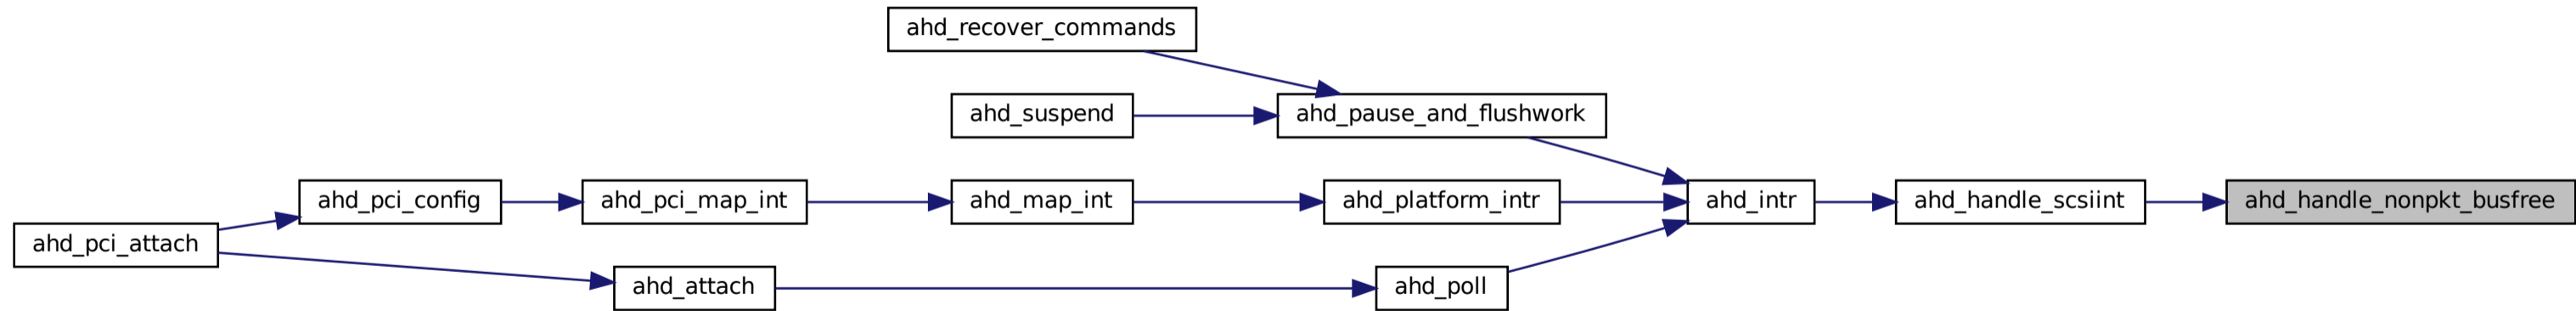 ahd_recover_commands
ahd_suspend
ahd_pause_and_flushwork
ahd_pci_config
ahd_pci_map_int
ahd_map_int
ahd_platform_intr
ahd_intr
ahd_handle_scsiint
ahd_handle_nonpkt_busfree
ahd_pci_attach
ahd_attach
ahd_poll